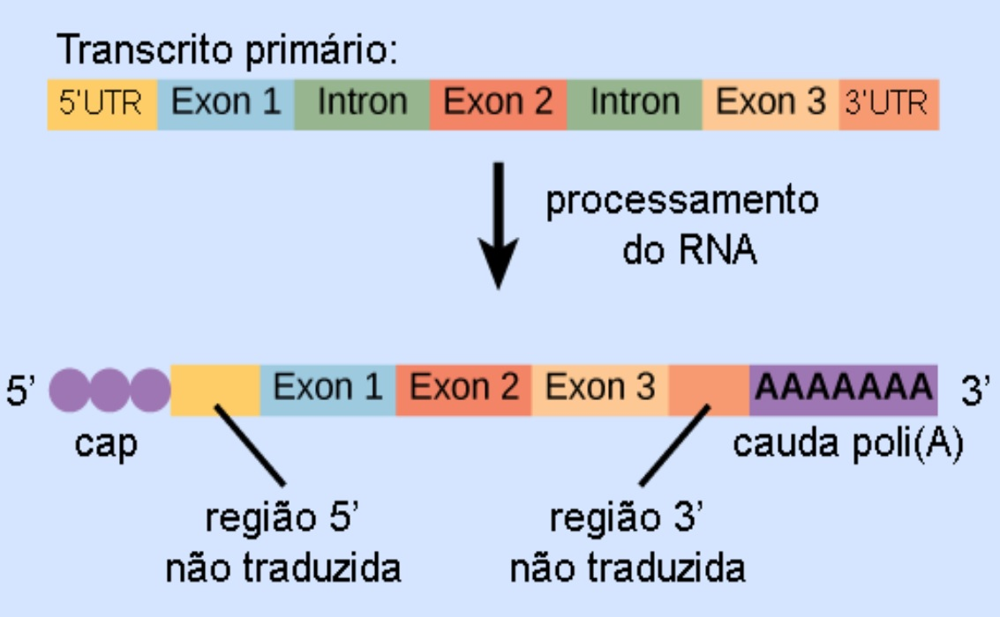 Transcrito primário:
5'UTR Exon 1 Intron Exon 2 Intron Exon 3 3'UTR
processamento
do RNA
5’ Exon 1 Exon 2 Exon 3 AAAAAAA 3’
cap cauda poli(A)
região 5’ região 3’
não traduzida não traduzida